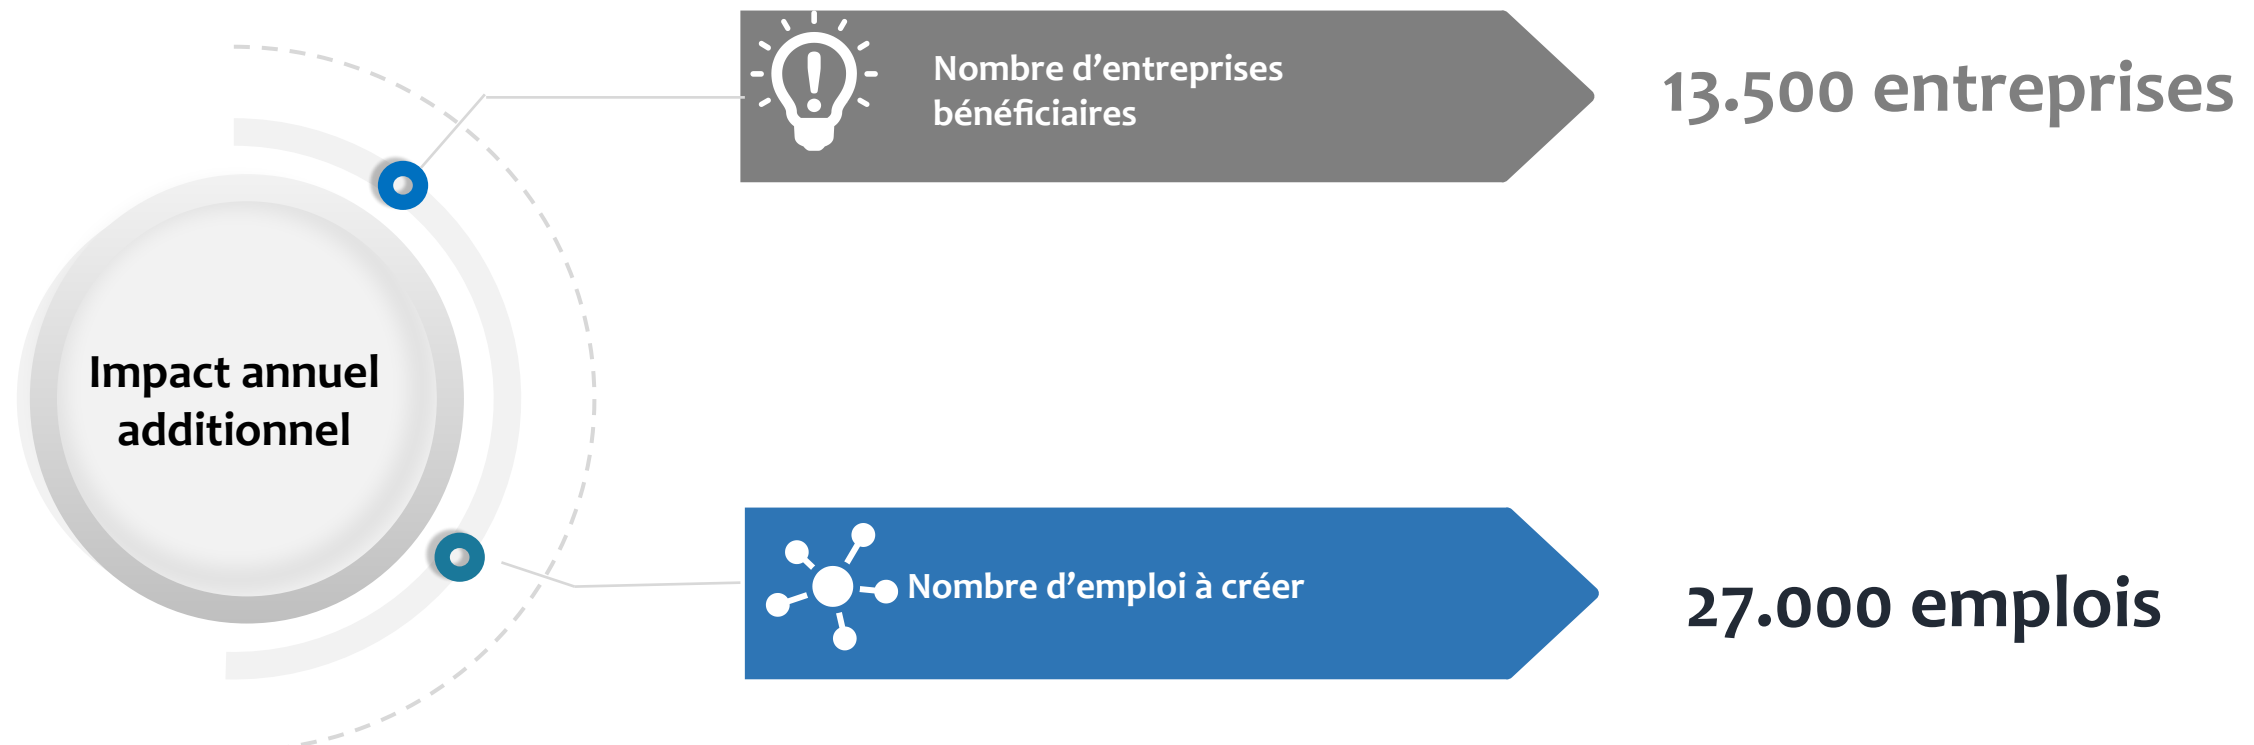 Nombre d’entreprises
bénéficiaires
13.500 entreprises
Impact annuel
additionnel
Nombre d’emploi à créer
27.000 emplois